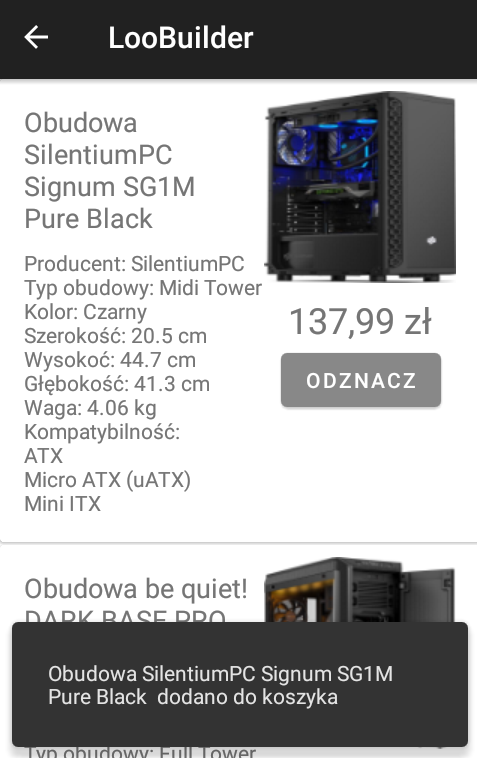 LooBuilder
Obudowa
SilentiumPC
Signum SG1M
Pure Black
Producent: SilentiumPC
Typ obudowy: Midi Tower
Kolor: Czarny
Szerokość: 20.5 cm
Wysokoć: 44.7 cm
Głębokość: 41.3 cm
Waga: 4.06 kg
Kompatybilność:
ATX
Micro ATX (uATX)
Mini ITX
137,99 zł
ODZNACZ
Obudowa be quiet!
DARK BASE PRO
Obudowa SilentiumPC Signum SG1M
Pure Black dodano do koszyka
Typ obudowy: Full Tower